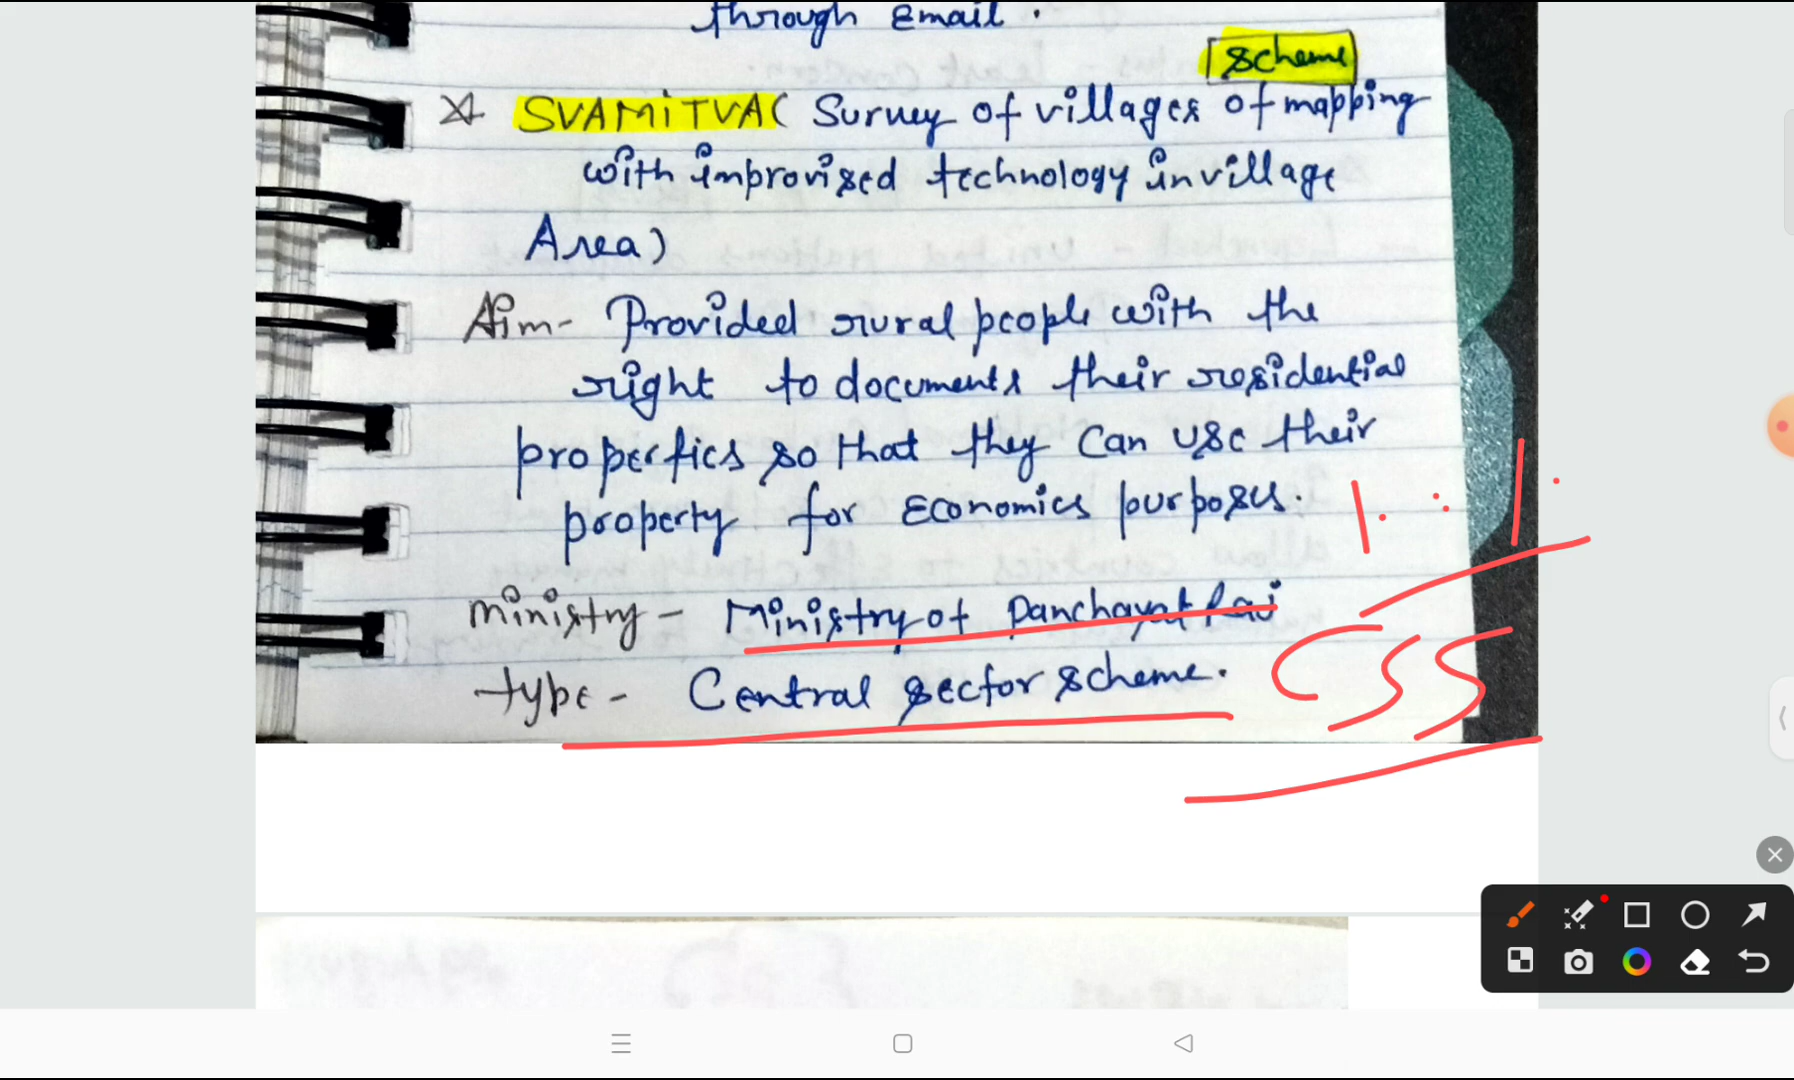 through Email.
scheme
SVAMITVA ( Survey of villages of mapping
with improvised technology in village
Area)
Aim- Provided rural people with the
right to documents their residential
properties so that they can use their
property for Economics purposes.
Ministry - Ministry of Panchayat Rai
type - Central sector scheme.
CSS